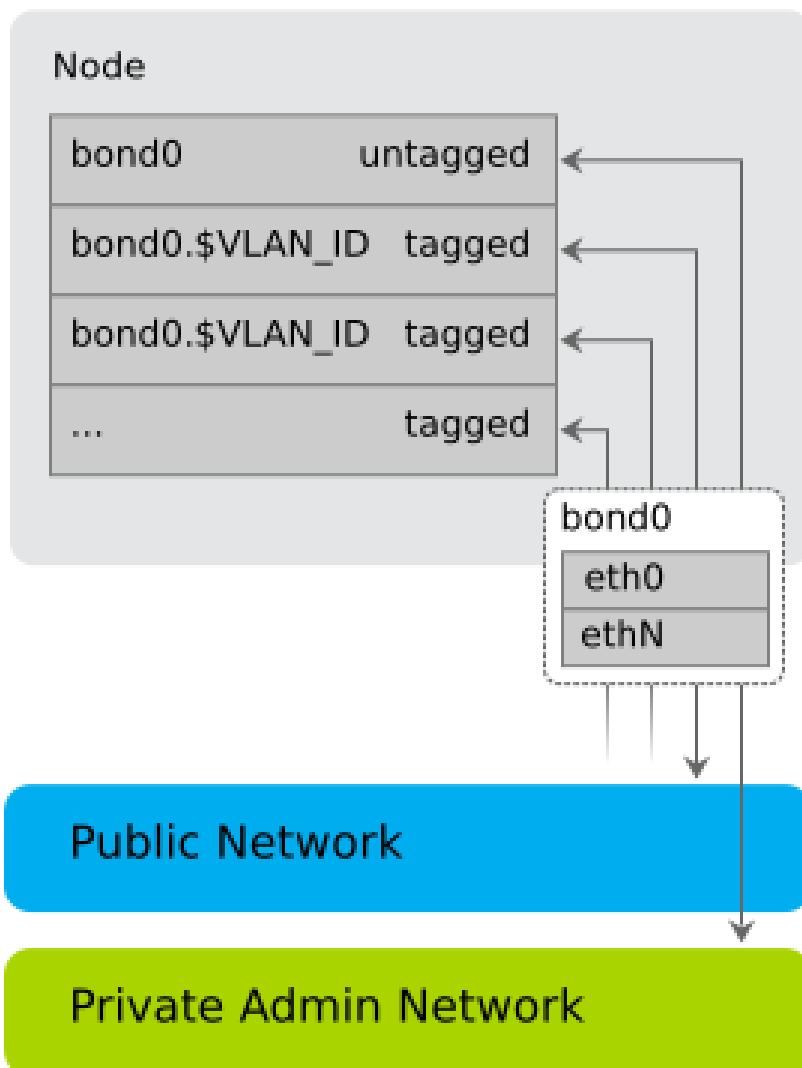 Node
bond0 untagged
bond0.$VLAN_ID tagged
bond0.$VLAN_ID tagged
... tagged
bond0
eth0
ethN
Public Network
Private Admin Network